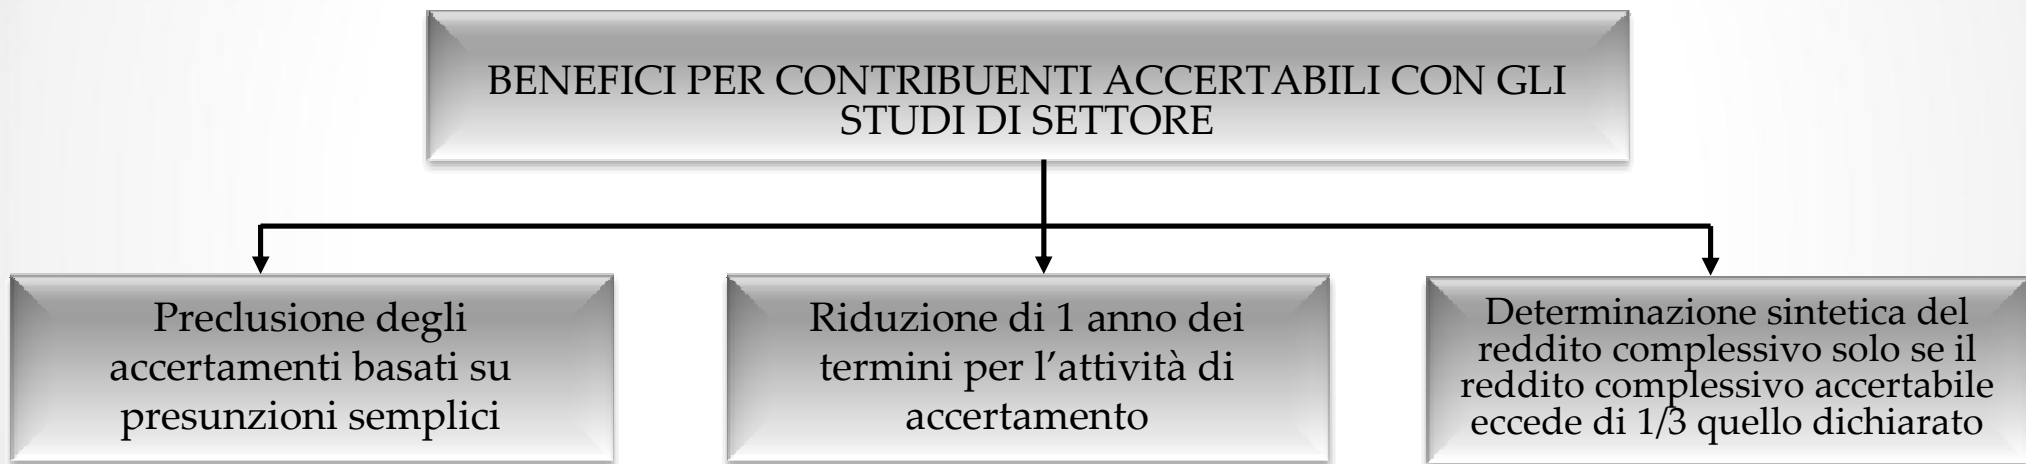 BENEFICI PER CONTRIBUENTI ACCERTABILI CON GLI
STUDI DI SETTORE
Preclusione degli
accertamenti basati su
presunzioni semplici
Riduzione di 1 anno dei
termini per l’attività di
accertamento
Determinazione sintetica del
reddito complessivo solo se il
reddito complessivo accertabile
eccede di 1/3 quello dichiarato